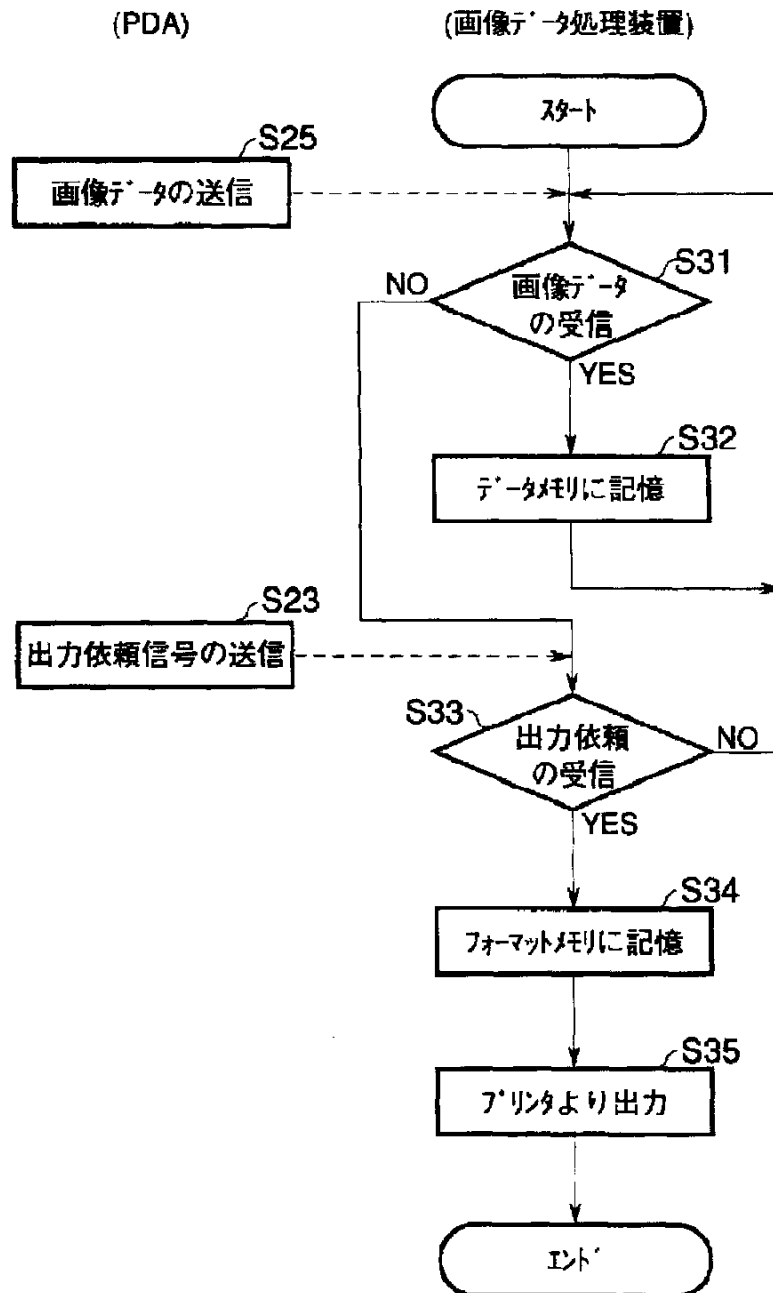 (PDA)
(画像ﾃﾞｰﾀ処理装置)
ｽﾀｰﾄ
S25
画像ﾃﾞｰﾀの送信
S31
NO
画像ﾃﾞｰﾀ
の受信
YES
S32
ﾃﾞｰﾀﾒﾓﾘに記憶
S23
出力依頼信号の送信
S33
出力依頼
の受信
NO
YES
S34
ﾌｫｰﾏｯﾄﾒﾓﾘに記憶
S35
ﾌﾟﾘﾝﾀより出力
ｴﾝﾄﾞ